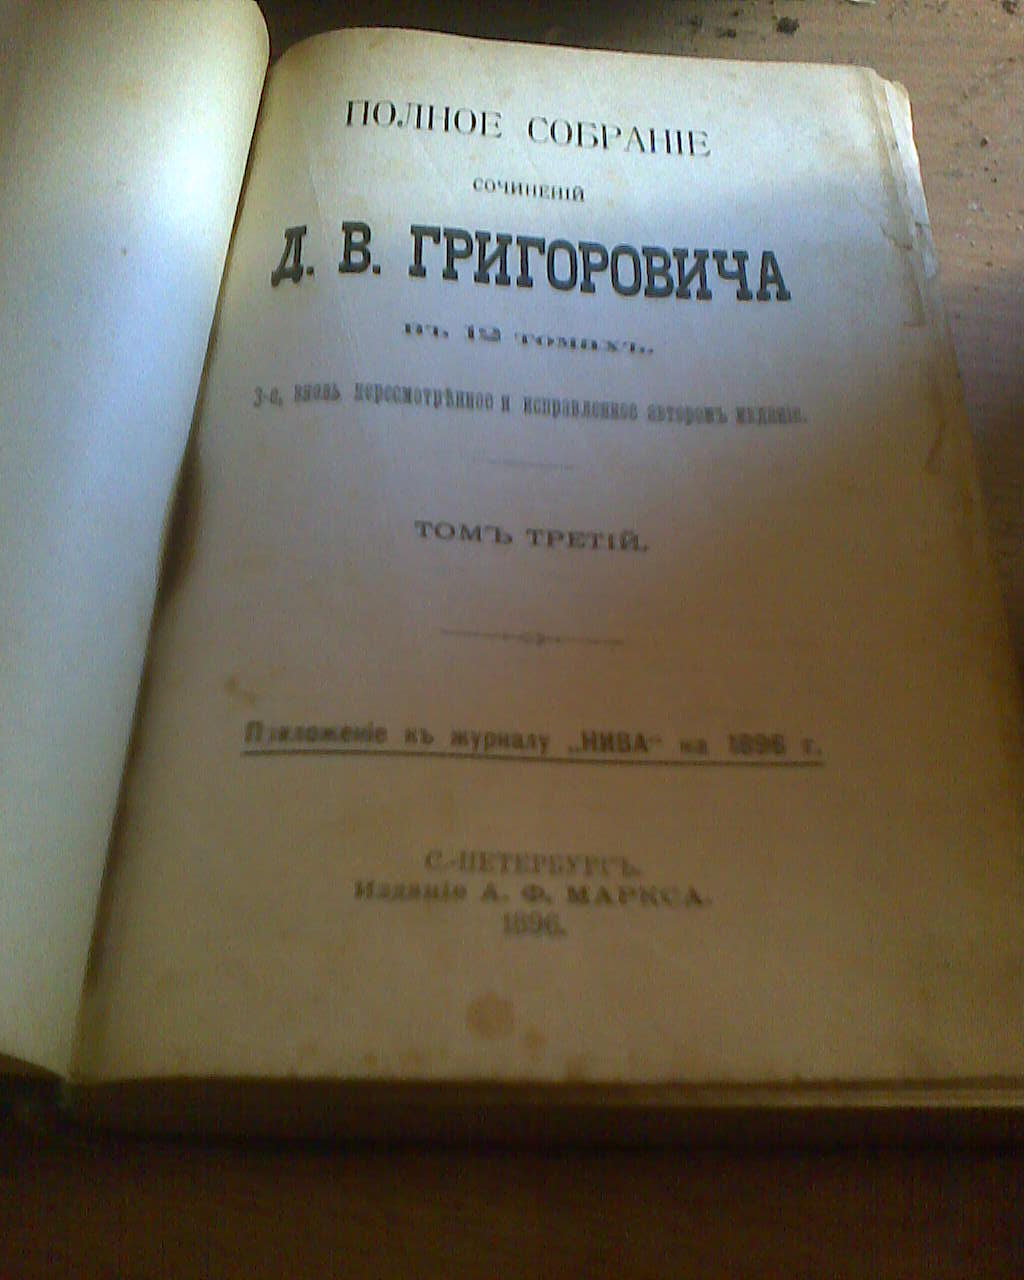 ПОЛНОЕ СОБРАНІЕ
СОЧИНЕНІЙ
Д. В. ГРИГОРОВИЧА
въ 12 томахъ.
3-е, вновь пересмотрѣнное и исправленное авторомъ изданіе.
ТОМЪ ТРЕТІЙ.
Приложеніе къ журналу „НИВА“ на 1896 г.
С.-ПЕТЕРБУРГЪ.
Изданіе А. Ф. МАРКСА.
1896.